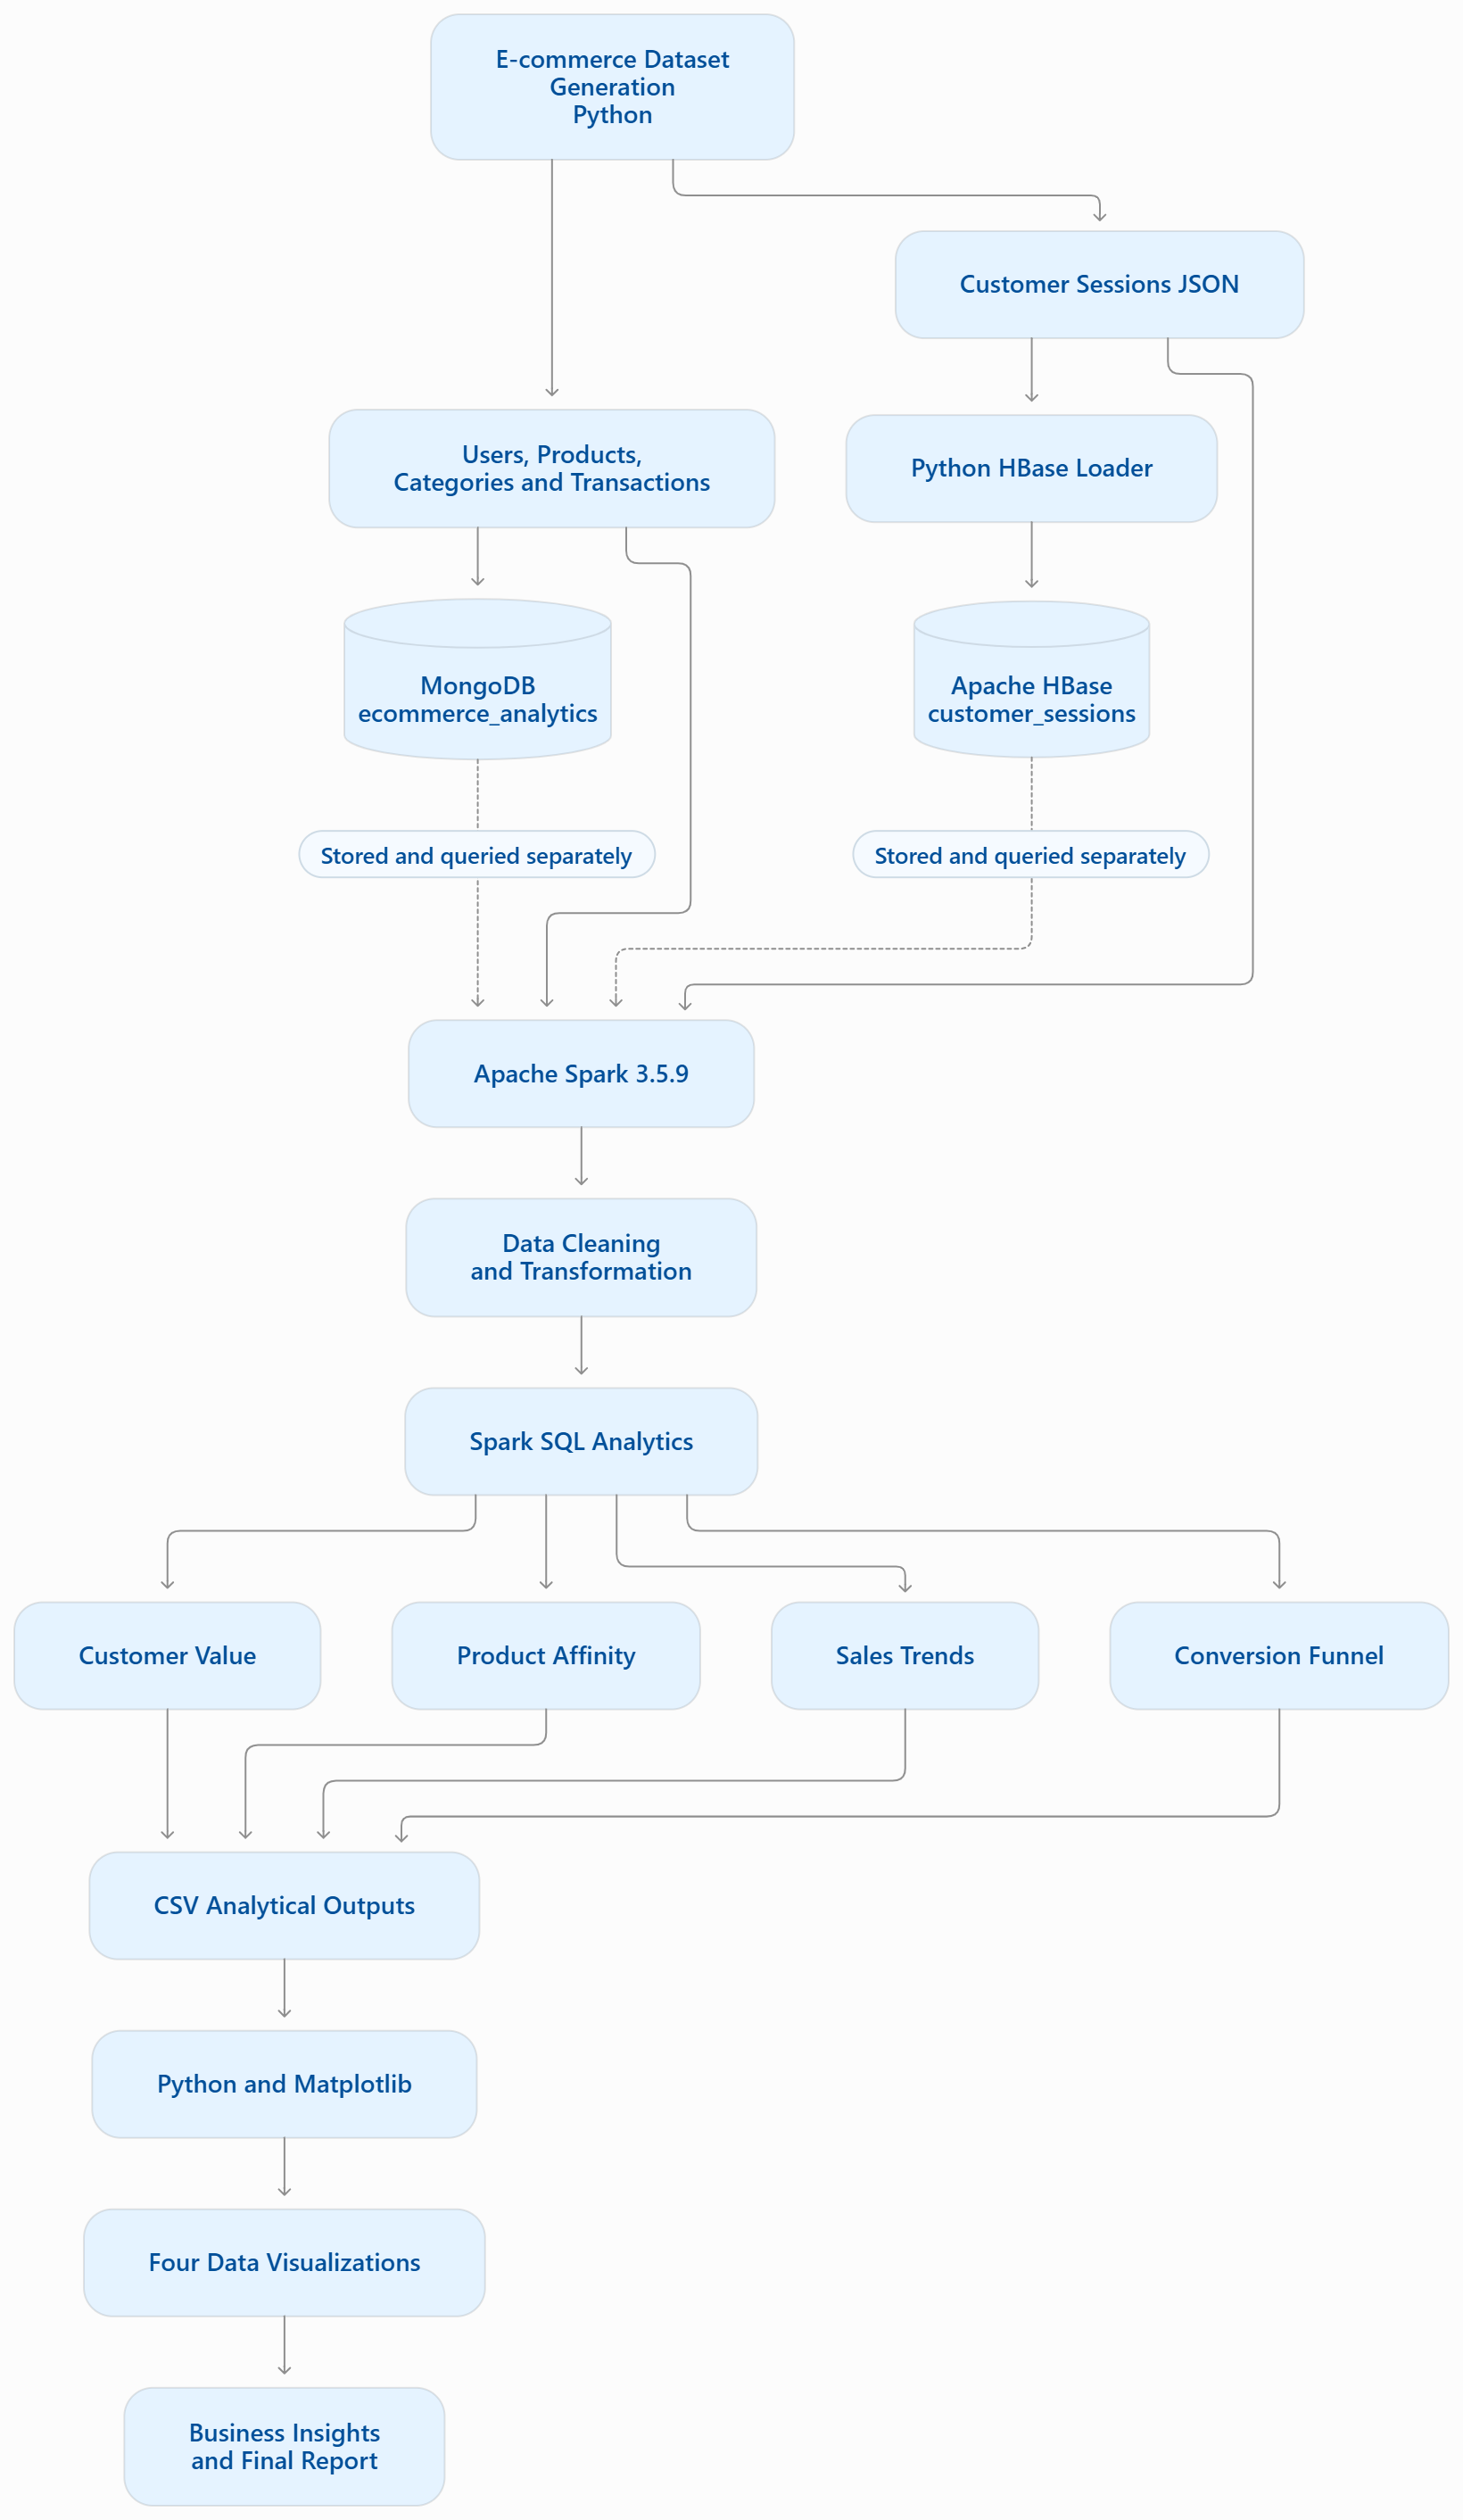 E-commerce Dataset
Generation
Python
Customer Sessions JSON
Users, Products,
Categories and Transactions
Python HBase Loader
MongoDB
ecommerce_analytics
Apache HBase
customer_sessions
Stored and queried separately
Stored and queried separately
Apache Spark 3.5.9
Data Cleaning
and Transformation
Spark SQL Analytics
Customer Value
Product Affinity
Sales Trends
Conversion Funnel
CSV Analytical Outputs
Python and Matplotlib
Four Data Visualizations
Business Insights
and Final Report